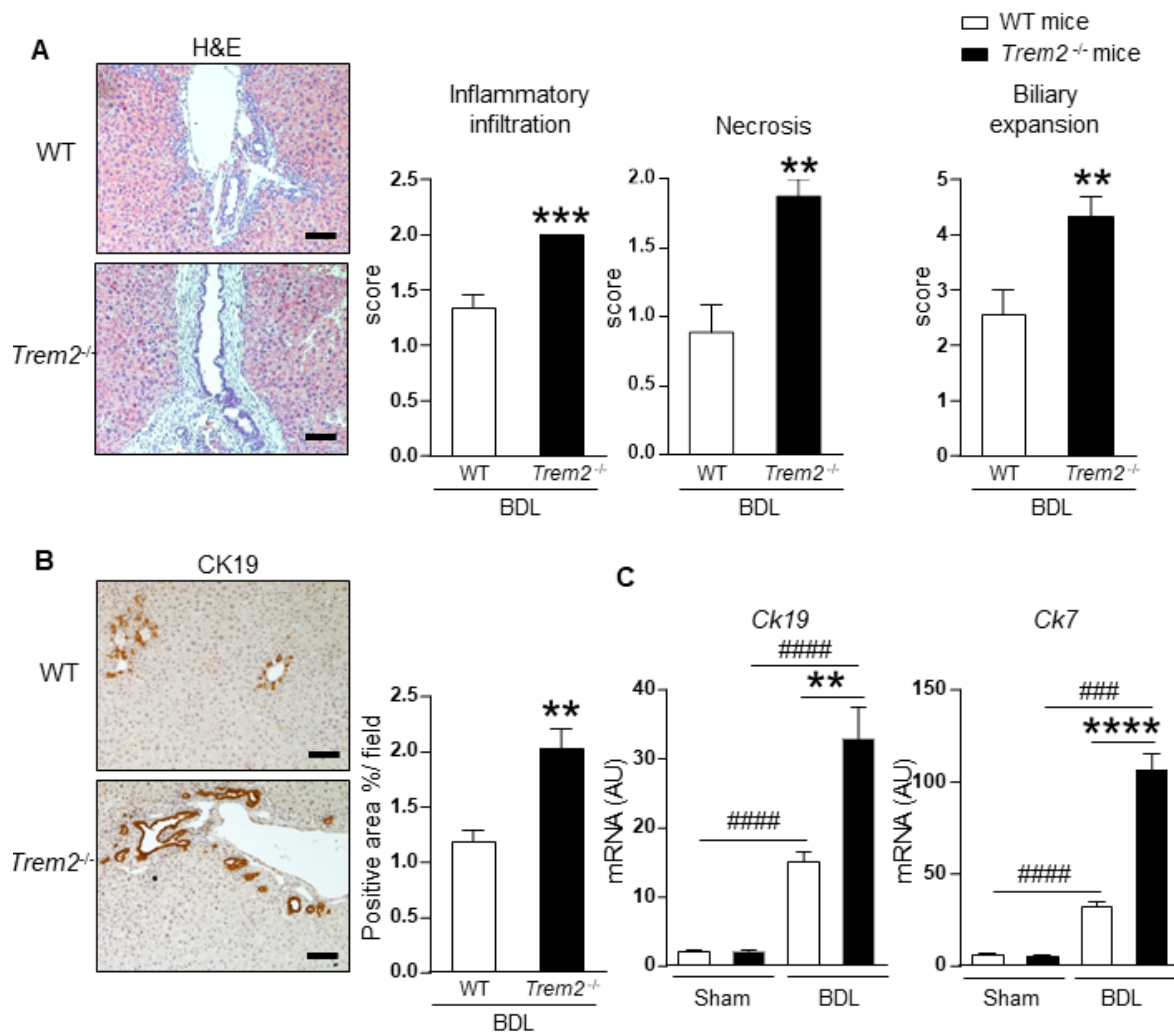 WT mice
Trem2 -/- mice
A
H&E
WT
Trem2-/-
Inflammatory
infiltration
score
2.5
2.0
1.5
1.0
0.5
0.0
***
WT
Trem2 -/-
BDL
Necrosis
score
2.0
1.5
1.0
0.5
0.0
**
WT
Trem2 -/-
BDL
Biliary
expansion
score
5
4
3
2
1
0
**
WT
Trem2 -/-
BDL
B
CK19
WT
Trem2-/-
Positive area %/ field
2.5
2.0
1.5
1.0
0.5
0.0
**
WT
Trem2 -/-
BDL
C
Ck19
mRNA (AU)
40
30
20
10
0
####
**
####
Sham
BDL
Ck7
mRNA (AU)
150
100
50
0
###
****
####
Sham
BDL